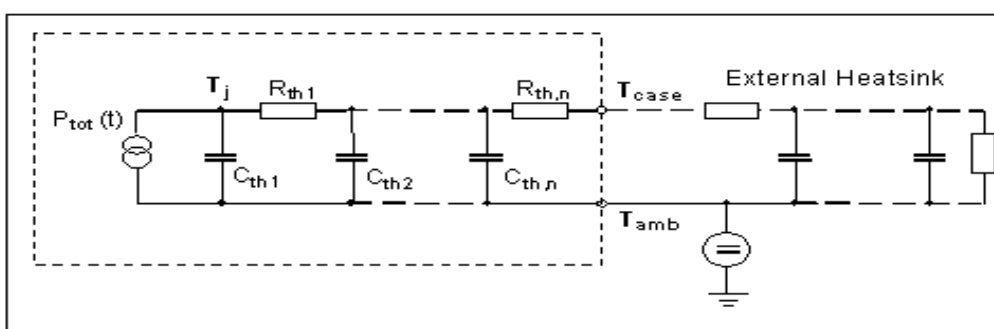 T_j
R_th1
R_th,n
T_case
External Heatsink
P_tot (t)
C_th1
C_th2
C_th,n
T_amb